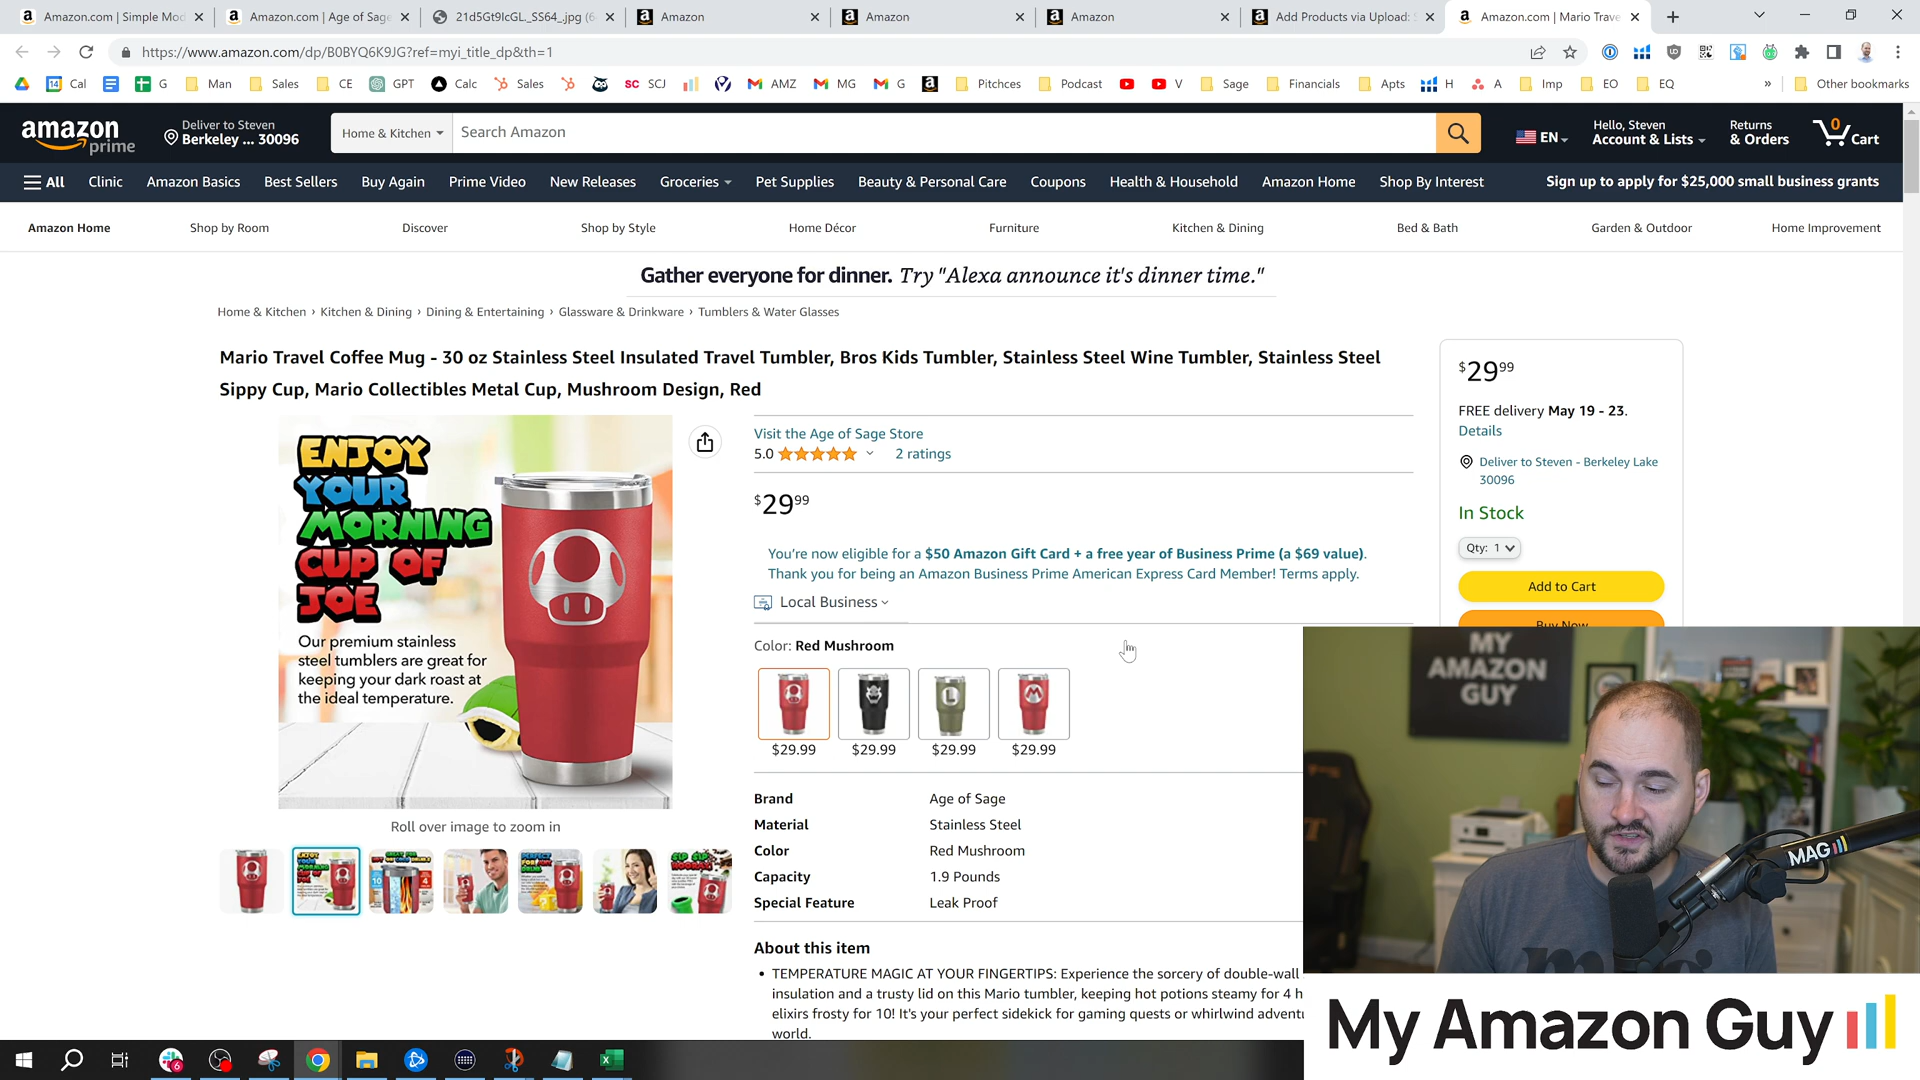 Amazon.com | Simple Mod
Amazon.com | Age of Sage
21d5Gt9lcGL._SS64_.jpg (6
Amazon
Amazon
Amazon
Add Products via Upload: S
Amazon.com | Mario Trave
https://www.amazon.com/dp/B0BYQ6K9JG?ref=myi_title_dp&th=1
Cal
G
Man
Sales
CE
GPT
Calc
Sales
SCJ
AMZ
MG
G
Pitchces
Podcast
V
Sage
Financials
Apts
H
A
Imp
EO
EQ
»
Other bookmarks
amazon
prime
Deliver to Steven
Berkeley ... 30096
Home & Kitchen
Search Amazon
EN
Hello, Steven
Account & Lists
Returns
& Orders
0
Cart
All
Clinic
Amazon Basics
Best Sellers
Buy Again
Prime Video
New Releases
Groceries
Pet Supplies
Beauty & Personal Care
Coupons
Health & Household
Amazon Home
Shop By Interest
Sign up to apply for $25,000 small business grants
Amazon Home
Shop by Room
Discover
Shop by Style
Home Décor
Furniture
Kitchen & Dining
Bed & Bath
Garden & Outdoor
Home Improvement
Gather everyone for dinner. Try "Alexa announce it's dinner time."
Home & Kitchen › Kitchen & Dining › Dining & Entertaining › Glassware & Drinkware › Tumblers & Water Glasses
Mario Travel Coffee Mug - 30 oz Stainless Steel Insulated Travel Tumbler, Bros Kids Tumbler, Stainless Steel Wine Tumbler, Stainless Steel
Sippy Cup, Mario Collectibles Metal Cup, Mushroom Design, Red
ENJOY
YOUR
MORNING
CUP OF
JOE
Our premium stainless
steel tumblers are great for
keeping your dark roast at
the ideal temperature.
Roll over image to zoom in
Visit the Age of Sage Store
5.0
2 ratings
$29.99
You're now eligible for a $50 Amazon Gift Card + a free year of Business Prime (a $69 value).
Thank you for being an Amazon Business Prime American Express Card Member! Terms apply.
Local Business
Color: Red Mushroom
$29.99
$29.99
$29.99
$29.99
Brand Age of Sage
Material Stainless Steel
Color Red Mushroom
Capacity 1.9 Pounds
Special Feature Leak Proof
About this item
• TEMPERATURE MAGIC AT YOUR FINGERTIPS: Experience the sorcery of double-wall
insulation and a trusty lid on this Mario tumbler, keeping hot potions steamy for 4 h
elixirs frosty for 10! It's your perfect sidekick for gaming quests or whirlwind advent
world.
$29.99
FREE delivery May 19 - 23.
Details
Deliver to Steven - Berkeley Lake
30096
In Stock
Qty: 1
Add to Cart
Buy Now
MY
AMAZON
GUY
MAG
My Amazon Guy